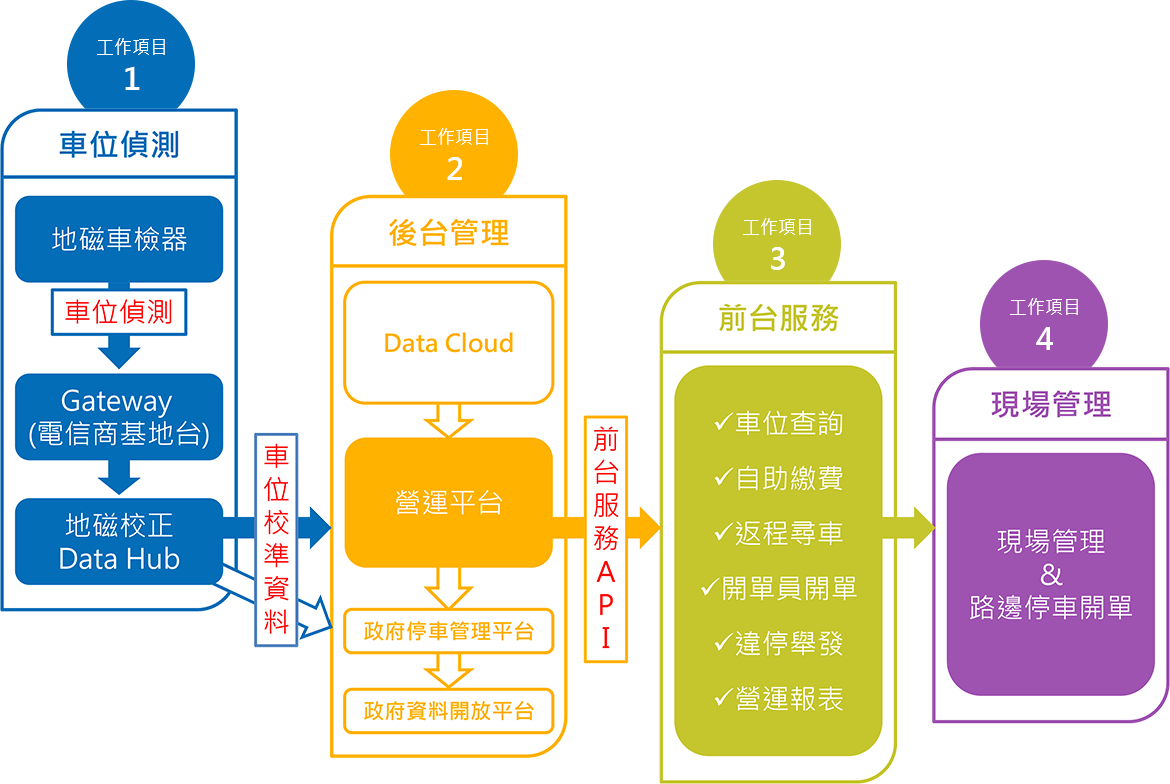 工作項目
1
車位偵測
地磁車檢器
車位偵測
Gateway
(電信商基地台)
地磁校正
Data Hub
車位校準資料
工作項目
2
後台管理
Data Cloud
營運平台
政府停車管理平台
政府資料開放平台
前台服務API
工作項目
3
前台服務
✓車位查詢
✓自助繳費
✓返程尋車
✓開單員開單
✓違停舉發
✓營運報表
工作項目
4
現場管理
現場管理
&
路邊停車開單